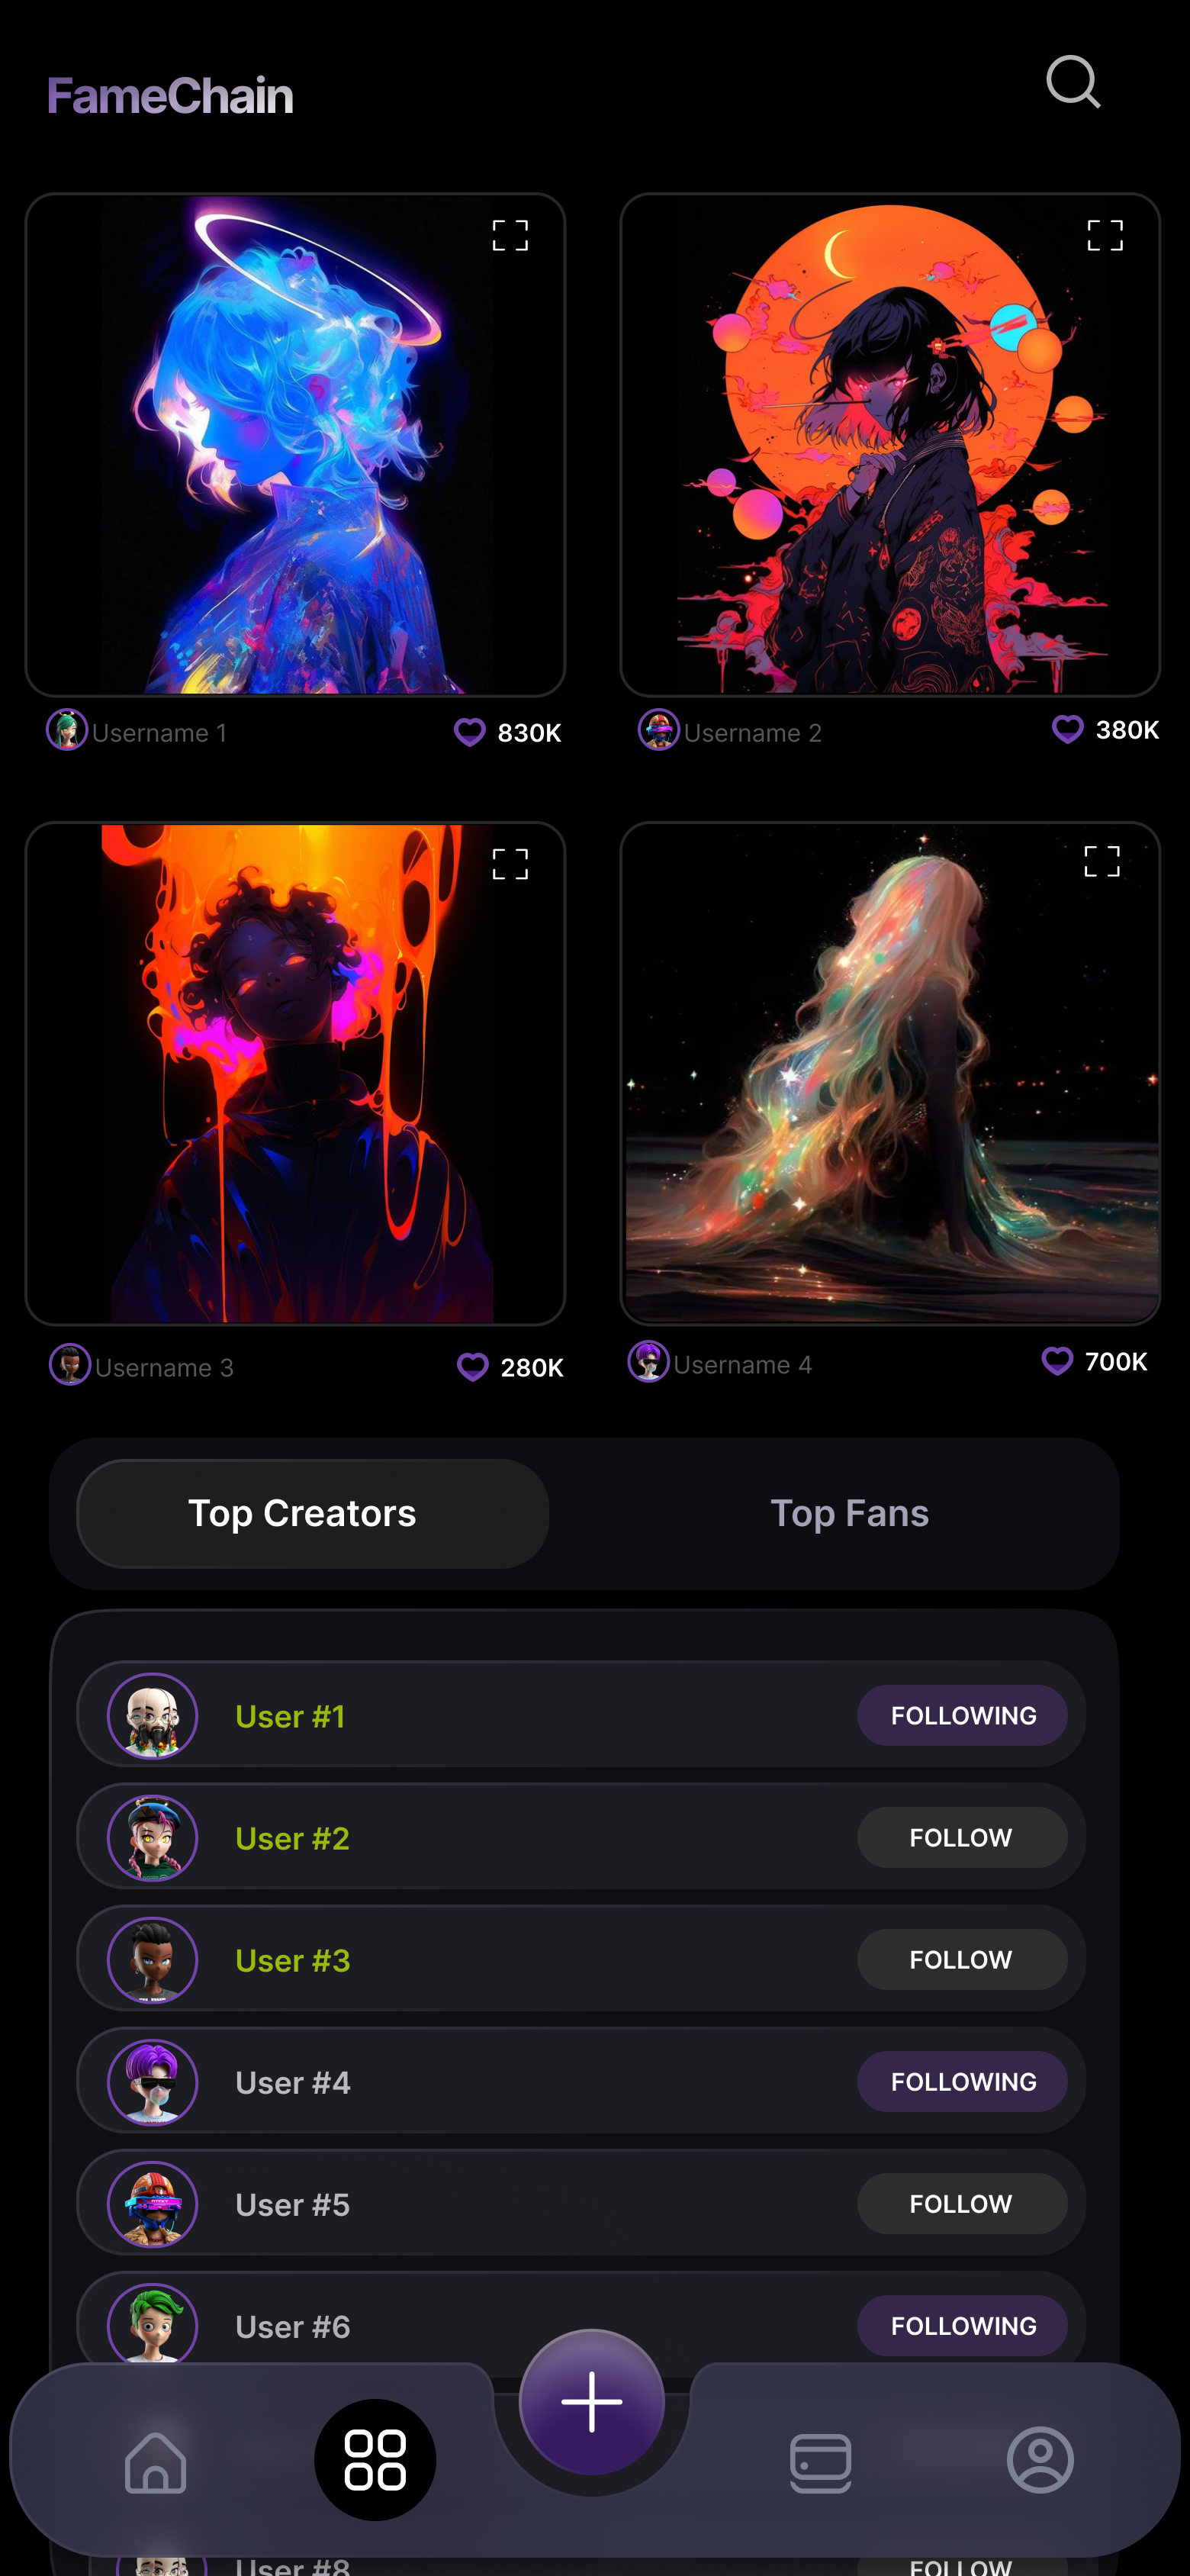 FameChain
Username 1 830K
Username 2 380K
Username 3 280K
Username 4 700K
Top Creators Top Fans
User #1 FOLLOWING
User #2 FOLLOW
User #3 FOLLOW
User #4 FOLLOWING
User #5 FOLLOW
User #6 FOLLOWING
User #8 FOLLOW